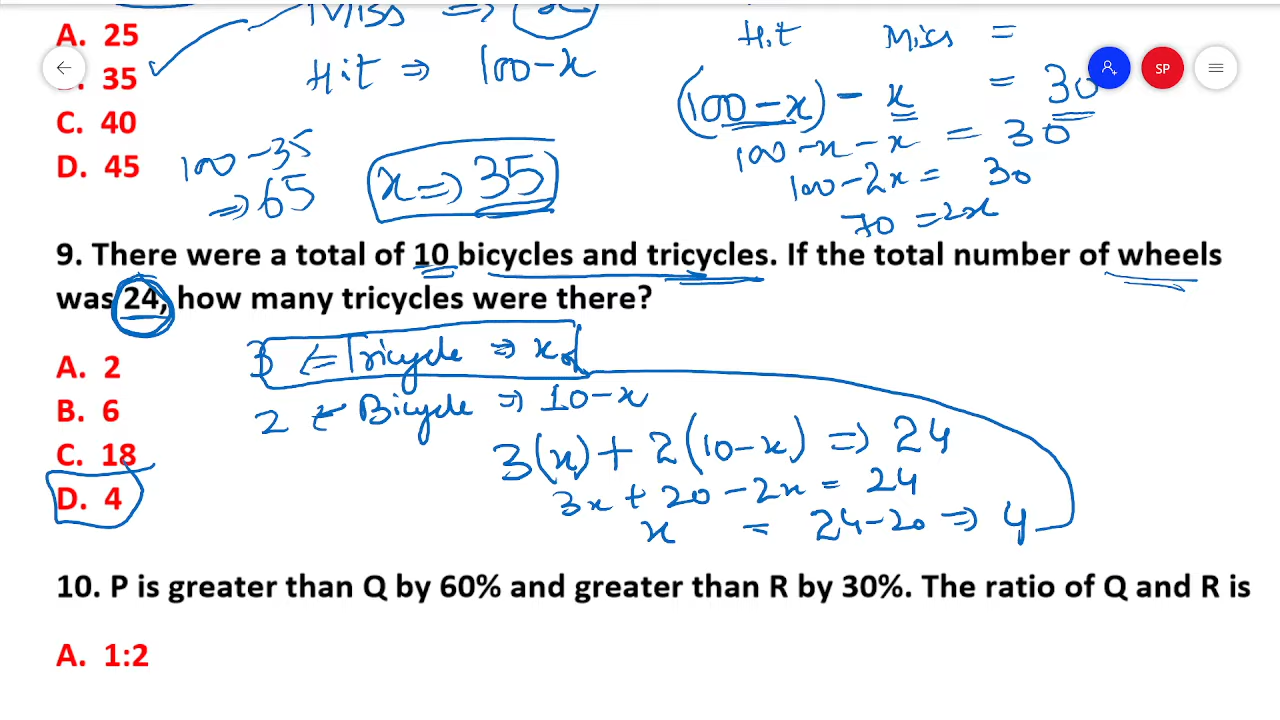 A. 25
Miss ⇒
Hit Miss =
35
Hit ⇒ 100-x
SP
(100-x) - x = 30
C. 40
100-x-x = 30
D. 45
100-35
⇒ 65
x ⇒ 35
100-2x = 30
70 = 2x
9. There were a total of 10 bicycles and tricycles. If the total number of wheels
was 24, how many tricycles were there?
3 ⇐ Tricycle ⇒ x
A. 2
2 ← Bicycle ⇒ 10-x
B. 6
3(x) + 2(10-x) ⇒ 24
C. 18
3x + 20 - 2x = 24
D. 4
x = 24-20 ⇒ 4
10. P is greater than Q by 60% and greater than R by 30%. The ratio of Q and R is
A. 1:2